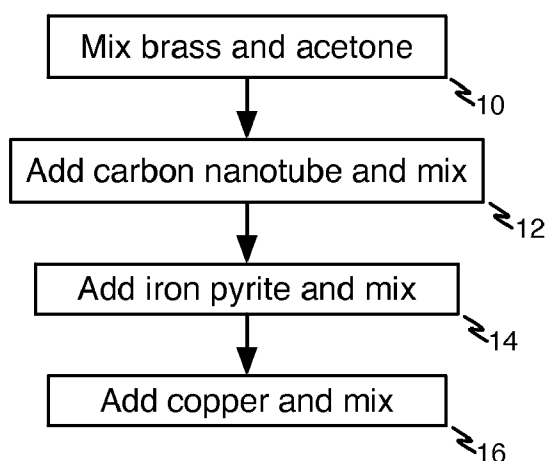 Mix brass and acetone
10
Add carbon nanotube and mix
12
Add iron pyrite and mix
14
Add copper and mix
16